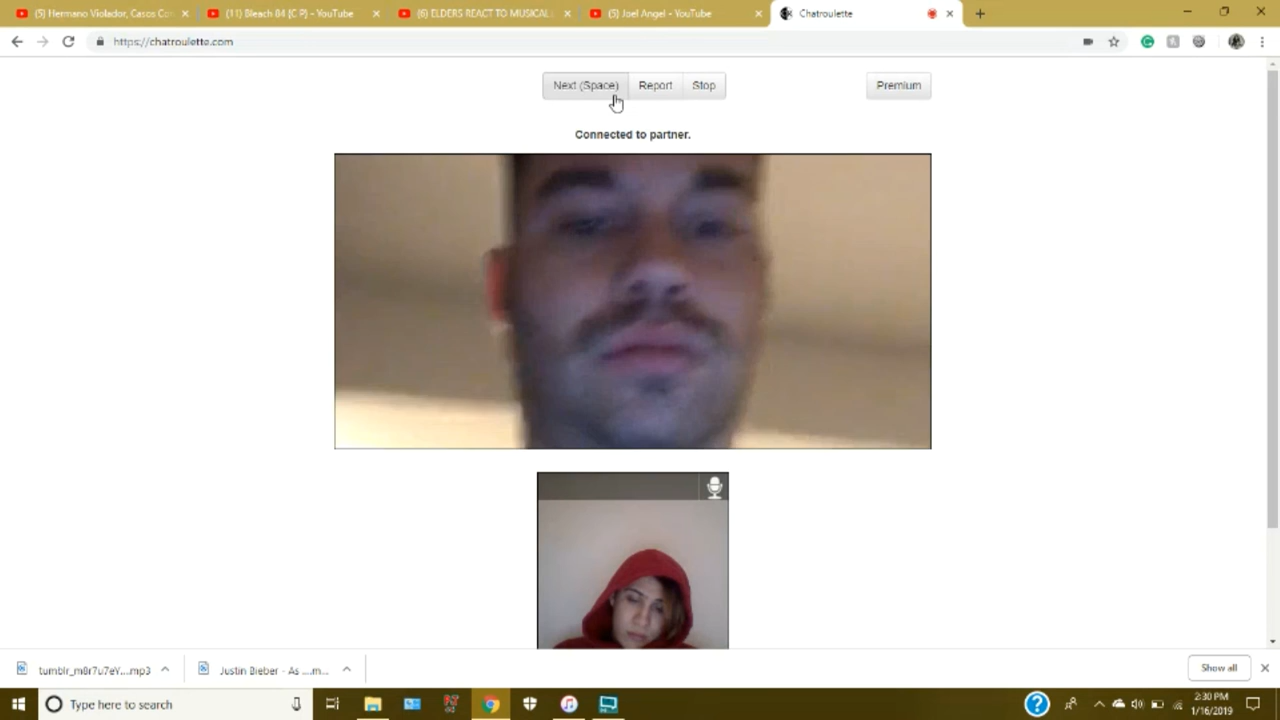 (5) Hermano Violador, Casos Co
(11) Bleach 84 (C P) - YouTube
(6) ELDERS REACT TO MUSICAL
(5) Joel Angel - YouTube
Chatroulette
https://chatroulette.com
Next (Space)
Report
Stop
Premium
Connected to partner.
tumblr_m8r7u7eY....mp3
Justin Bieber - As ....m...
Show all
Type here to search
2:30 PM
1/16/2019